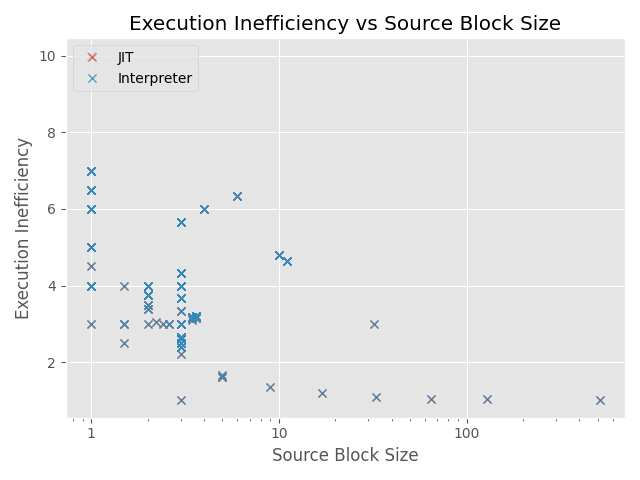 Execution Inefficiency vs Source Block Size
10
8
6
4
2
Execution Inefficiency
JIT
Interpreter
1
10
100
Source Block Size